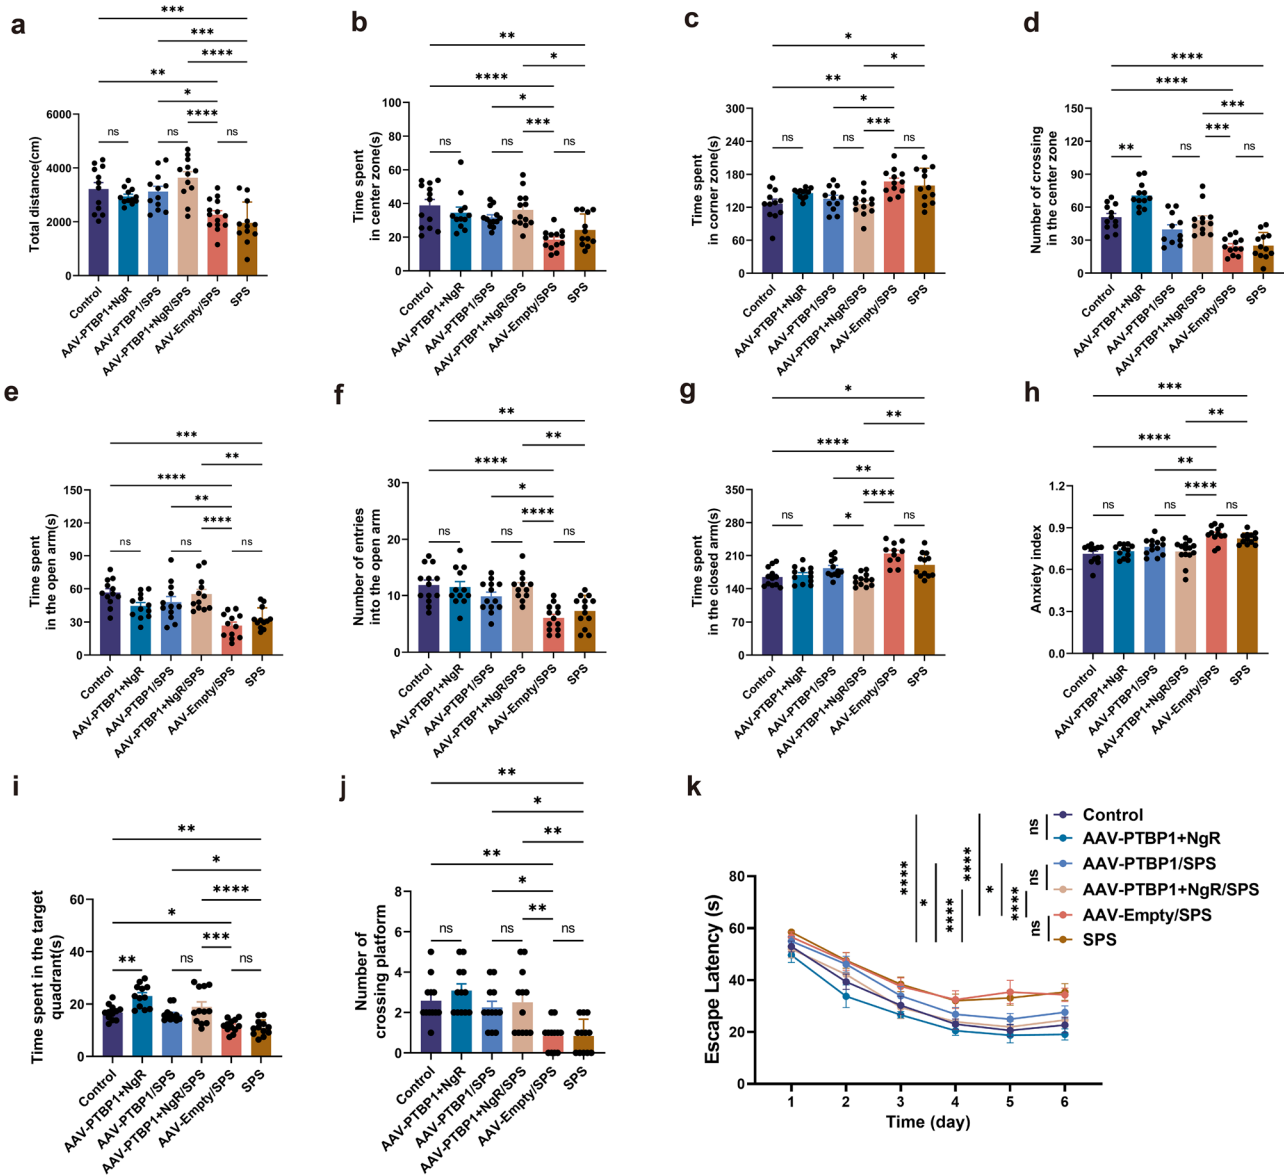 a
***
***
****
**
*
****
ns
ns
ns
Total distance(cm)
6000
4000
2000
0
Control
AAV-PTBP1+NgR
AAV-PTBP1/SPS
AAV-PTBP1+NgR/SPS
AAV-Empty/SPS
SPS
b
**
*
****
*
***
ns
ns
ns
Time spent
in center zone(s)
100
80
60
40
20
0
Control
AAV-PTBP1+NgR
AAV-PTBP1/SPS
AAV-PTBP1+NgR/SPS
AAV-Empty/SPS
SPS
c
*
*
**
*
***
ns
ns
ns
Time spent
in corner zone(s)
300
240
180
120
60
0
Control
AAV-PTBP1+NgR
AAV-PTBP1/SPS
AAV-PTBP1+NgR/SPS
AAV-Empty/SPS
SPS
d
****
****
***
***
**
ns
ns
Number of crossing
in the center zone
150
120
90
60
30
0
Control
AAV-PTBP1+NgR
AAV-PTBP1/SPS
AAV-PTBP1+NgR/SPS
AAV-Empty/SPS
SPS
e
***
**
****
**
****
ns
ns
ns
Time spent
in the open arm(s)
150
120
90
60
30
0
Control
AAV-PTBP1+NgR
AAV-PTBP1/SPS
AAV-PTBP1+NgR/SPS
AAV-Empty/SPS
SPS
f
**
**
****
*
****
ns
ns
ns
Number of entries
into the open arm
30
20
10
0
Control
AAV-PTBP1+NgR
AAV-PTBP1/SPS
AAV-PTBP1+NgR/SPS
AAV-Empty/SPS
SPS
g
*
**
****
**
****
ns
*
ns
Time spent
in the closed arm(s)
350
280
210
140
70
0
Control
AAV-PTBP1+NgR
AAV-PTBP1/SPS
AAV-PTBP1+NgR/SPS
AAV-Empty/SPS
SPS
h
***
**
****
**
****
ns
ns
ns
Anxiety index
1.2
0.9
0.6
0.3
0.0
Control
AAV-PTBP1+NgR
AAV-PTBP1/SPS
AAV-PTBP1+NgR/SPS
AAV-Empty/SPS
SPS
i
**
*
****
*
***
**
ns
ns
Time spent in the target
quadrant(s)
60
40
20
0
Control
AAV-PTBP1+NgR
AAV-PTBP1/SPS
AAV-PTBP1+NgR/SPS
AAV-Empty/SPS
SPS
j
**
*
**
**
*
**
ns
ns
ns
Number of
crossing platform
8
6
4
2
0
Control
AAV-PTBP1+NgR
AAV-PTBP1/SPS
AAV-PTBP1+NgR/SPS
AAV-Empty/SPS
SPS
k
Control
AAV-PTBP1+NgR
AAV-PTBP1/SPS
AAV-PTBP1+NgR/SPS
AAV-Empty/SPS
SPS
ns
ns
ns
****
*
****
****
*
****
Escape Latency (s)
80
60
40
20
0
1
2
3
4
5
6
Time (day)